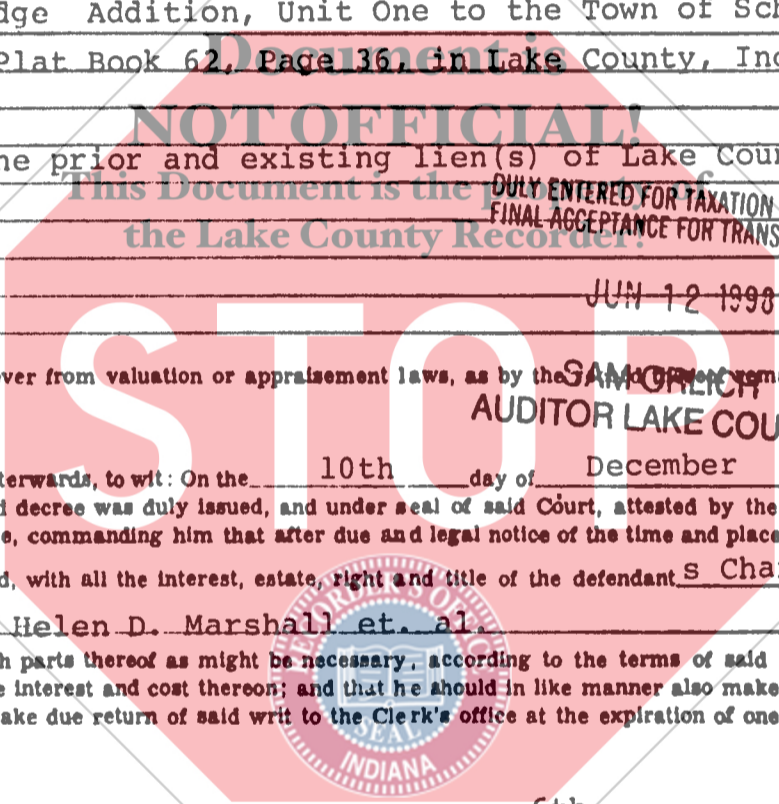 dge Addition, Unit One to the Town of Sch
Plat Book 62, Page 36, in Lake County, Ind
Document is
NOT OFFICIAL!
ne prior and existing lien(s) of Lake Coun
This Document is the property of
the Lake County Recorder!
DULY ENTERED FOR TAXATION
FINAL ACCEPTANCE FOR TRANS
JUN 12 1998
STOP
ver from valuation or appraisement laws, as by the
SAM ORLICH
AUDITOR LAKE COU
terwards, to wit: On the 10th day of December
d decree was duly issued, and under seal of said Court, attested by the
e, commanding him that after due and legal notice of the time and place
d, with all the interest, estate, right and title of the defendant s Cha
Helen D. Marshall et. al.
h parts thereof as might be necessary, according to the terms of said
e interest and cost thereon; and that he should in like manner also make
ake due return of said writ to the Clerk's office at the expiration of one
SEAL
INDIANA
6th